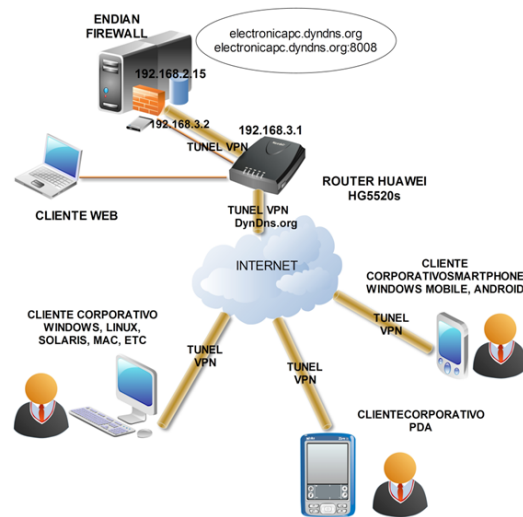 ENDIAN
FIREWALL
electronicapc.dyndns.org
electronicapc.dyndns.org:8008
192.168.2.15
192.168.3.2
192.168.3.1
TUNEL VPN
ROUTER HUAWEI
HG5520s
CLIENTE WEB
TUNEL VPN
DynDns.org
INTERNET
CLIENTE
CORPORATIVOSMARTPHONE
WINDOWS MOBILE, ANDROID
CLIENTE CORPORATIVO
WINDOWS, LINUX,
SOLARIS, MAC, ETC
TUNEL
VPN
TUNEL
VPN
TUNEL
VPN
CLIENTECORPORATIVO
PDA